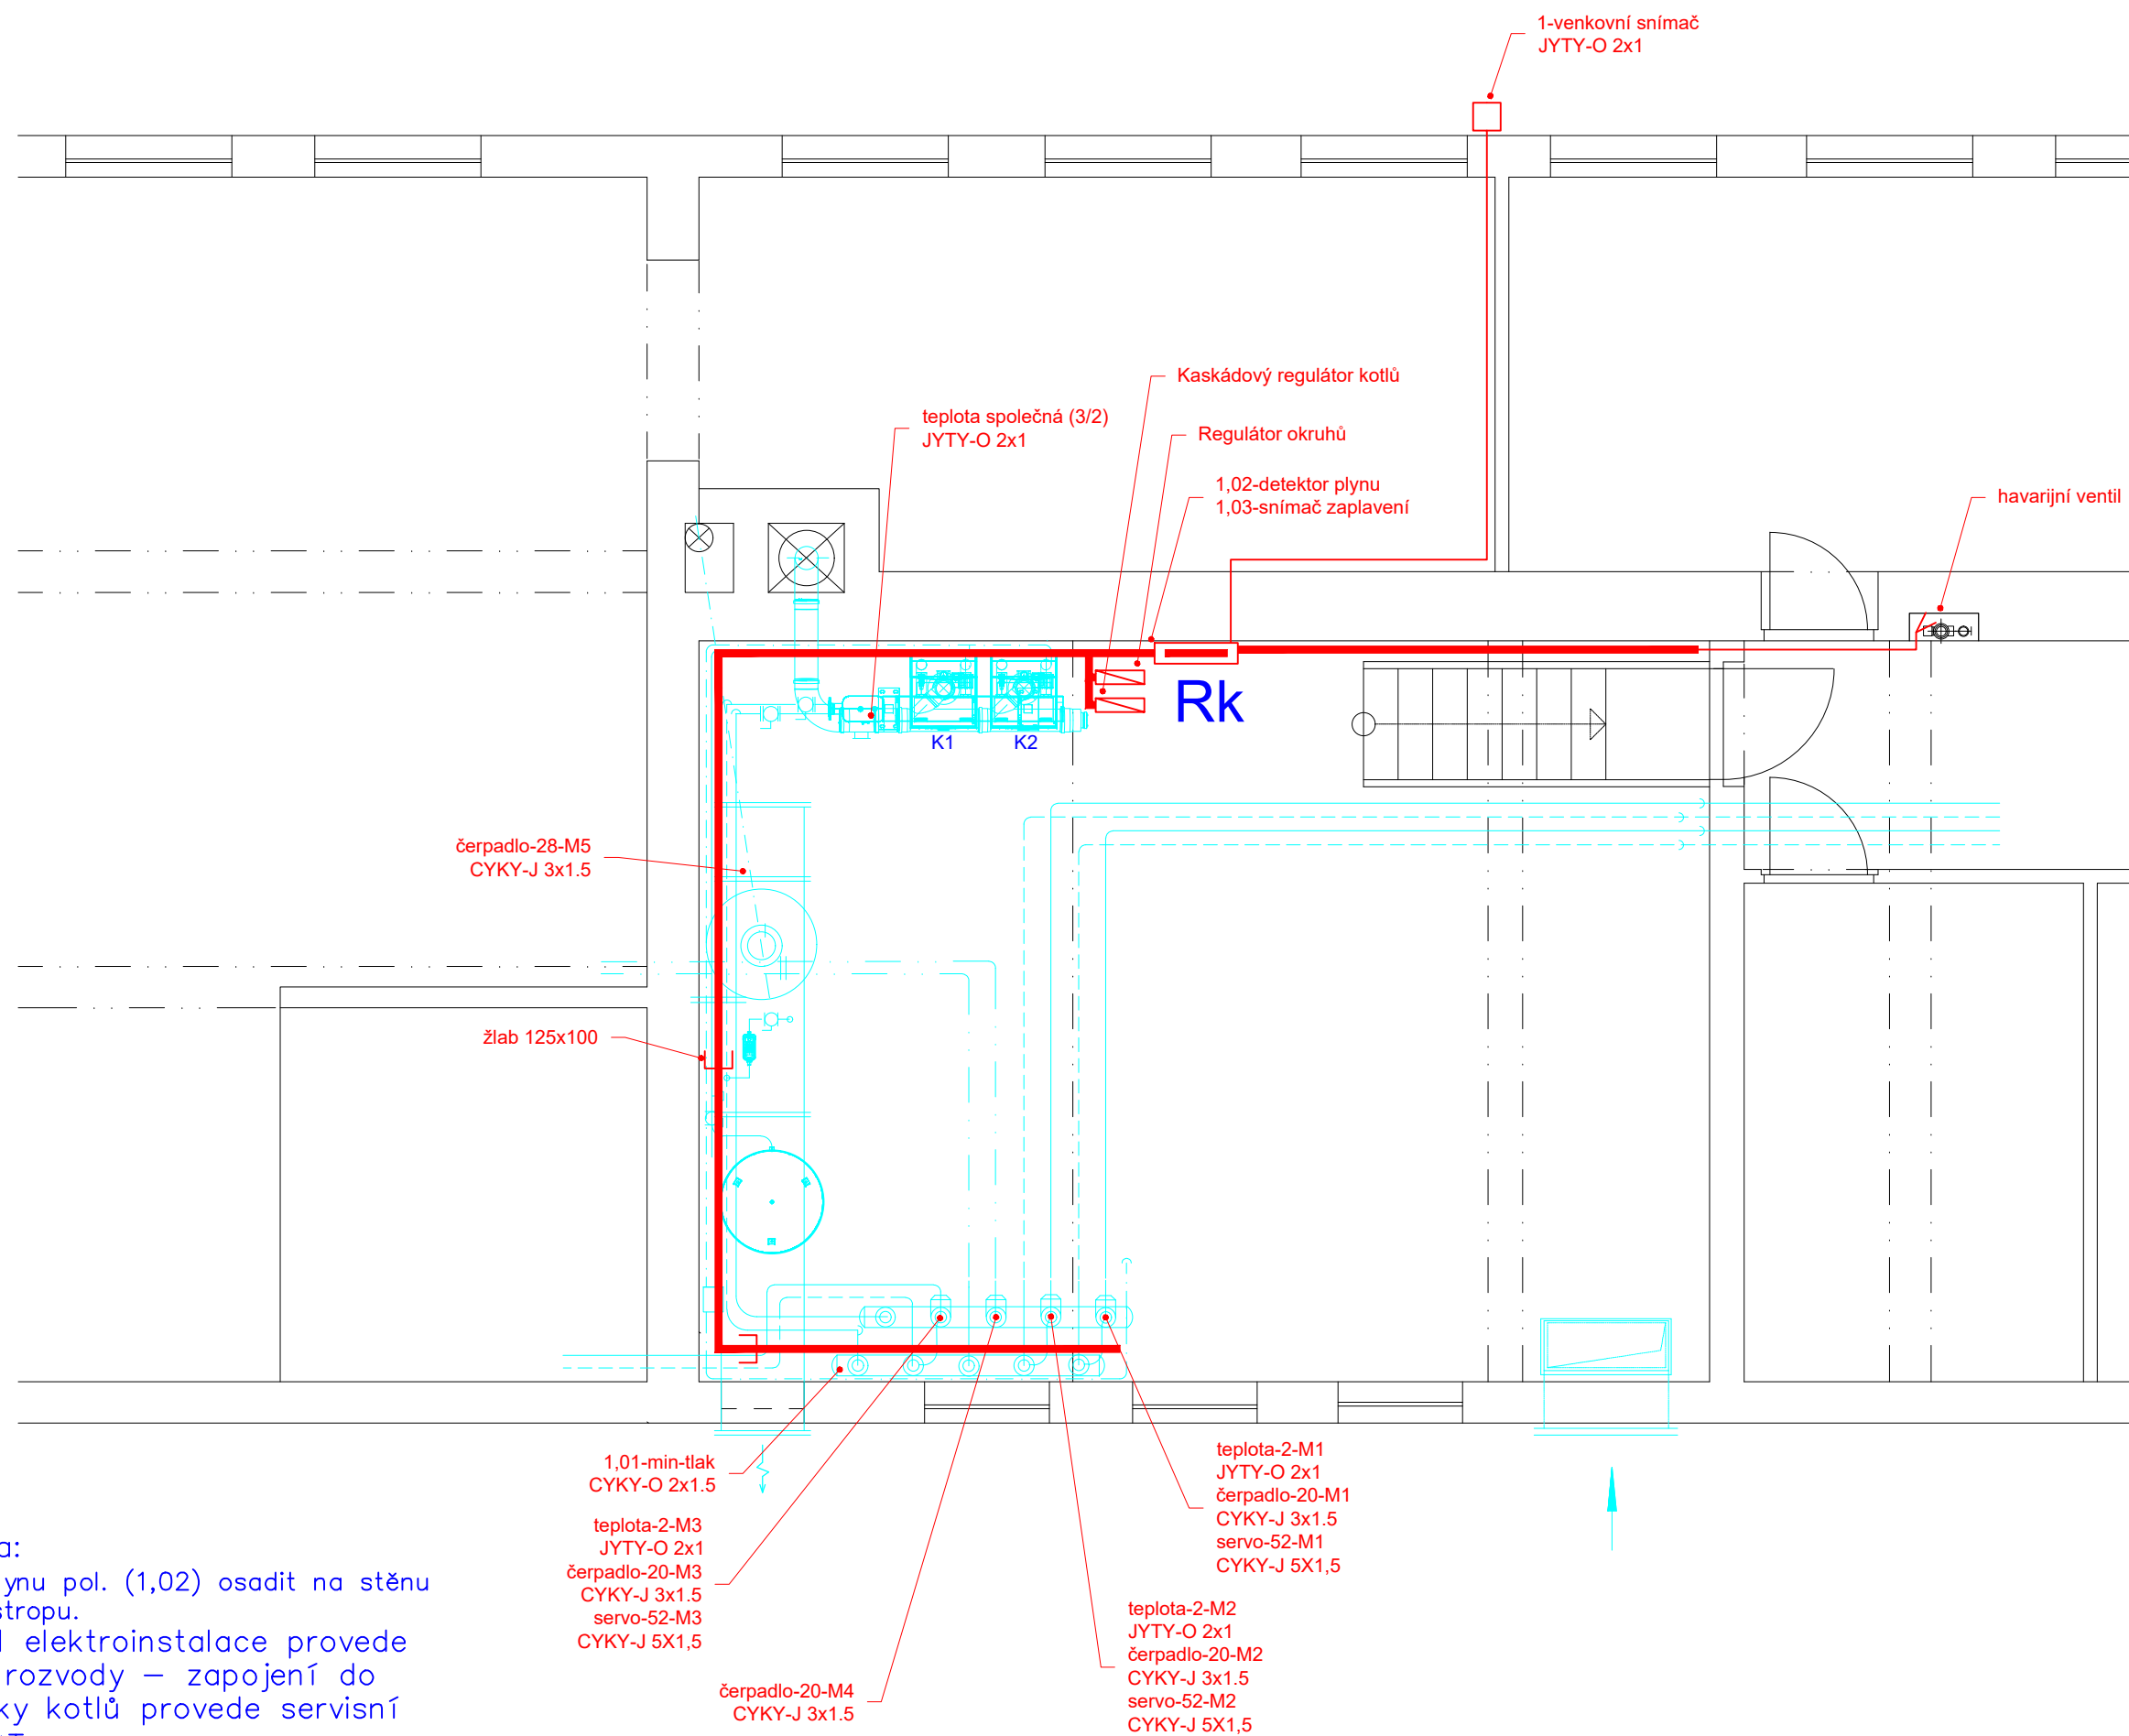 1-venkovní snímač
JYTY-O 2x1
Kaskádový regulátor kotlů
teplota společná (3/2)
JYTY-O 2x1
Regulátor okruhů
1,02-detektor plynu
1,03-snímač zaplavení
havarijní ventil
Rk
K1
K2
čerpadlo-28-M5
CYKY-J 3x1.5
žlab 125x100
1,01-min-tlak
CYKY-O 2x1.5
teplota-2-M3
JYTY-O 2x1
čerpadlo-20-M3
CYKY-J 3x1.5
servo-52-M3
CYKY-J 5X1,5
čerpadlo-20-M4
CYKY-J 3x1.5
teplota-2-M1
JYTY-O 2x1
čerpadlo-20-M1
CYKY-J 3x1.5
servo-52-M1
CYKY-J 5X1,5
teplota-2-M2
JYTY-O 2x1
čerpadlo-20-M2
CYKY-J 3x1.5
servo-52-M2
CYKY-J 5X1,5
a:
ynu pol. (1,02) osadit na stěnu
stropu.
elektroinstalace provede
rozvody – zapojení do
ky kotlů provede servisní